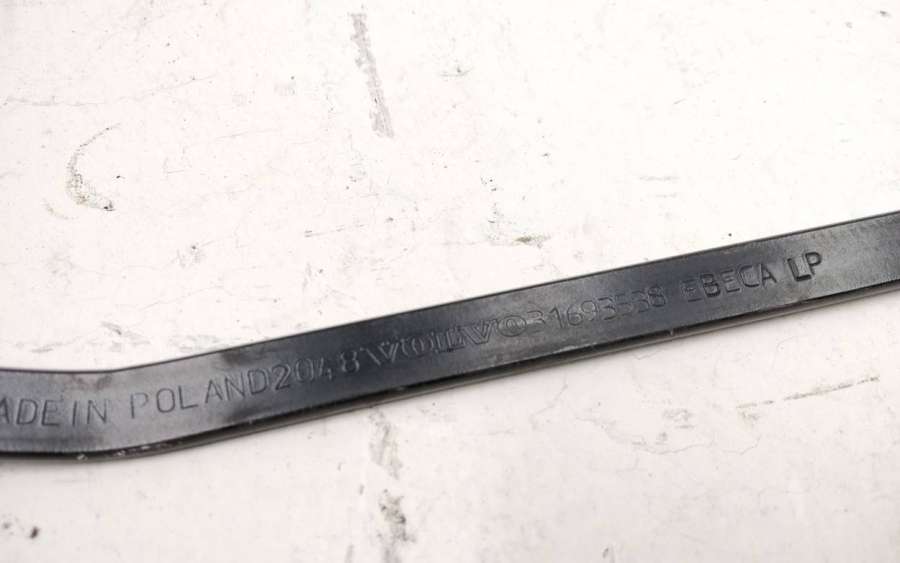 ADE IN POLAND2048 VOLVO 31693538 EBECA LP